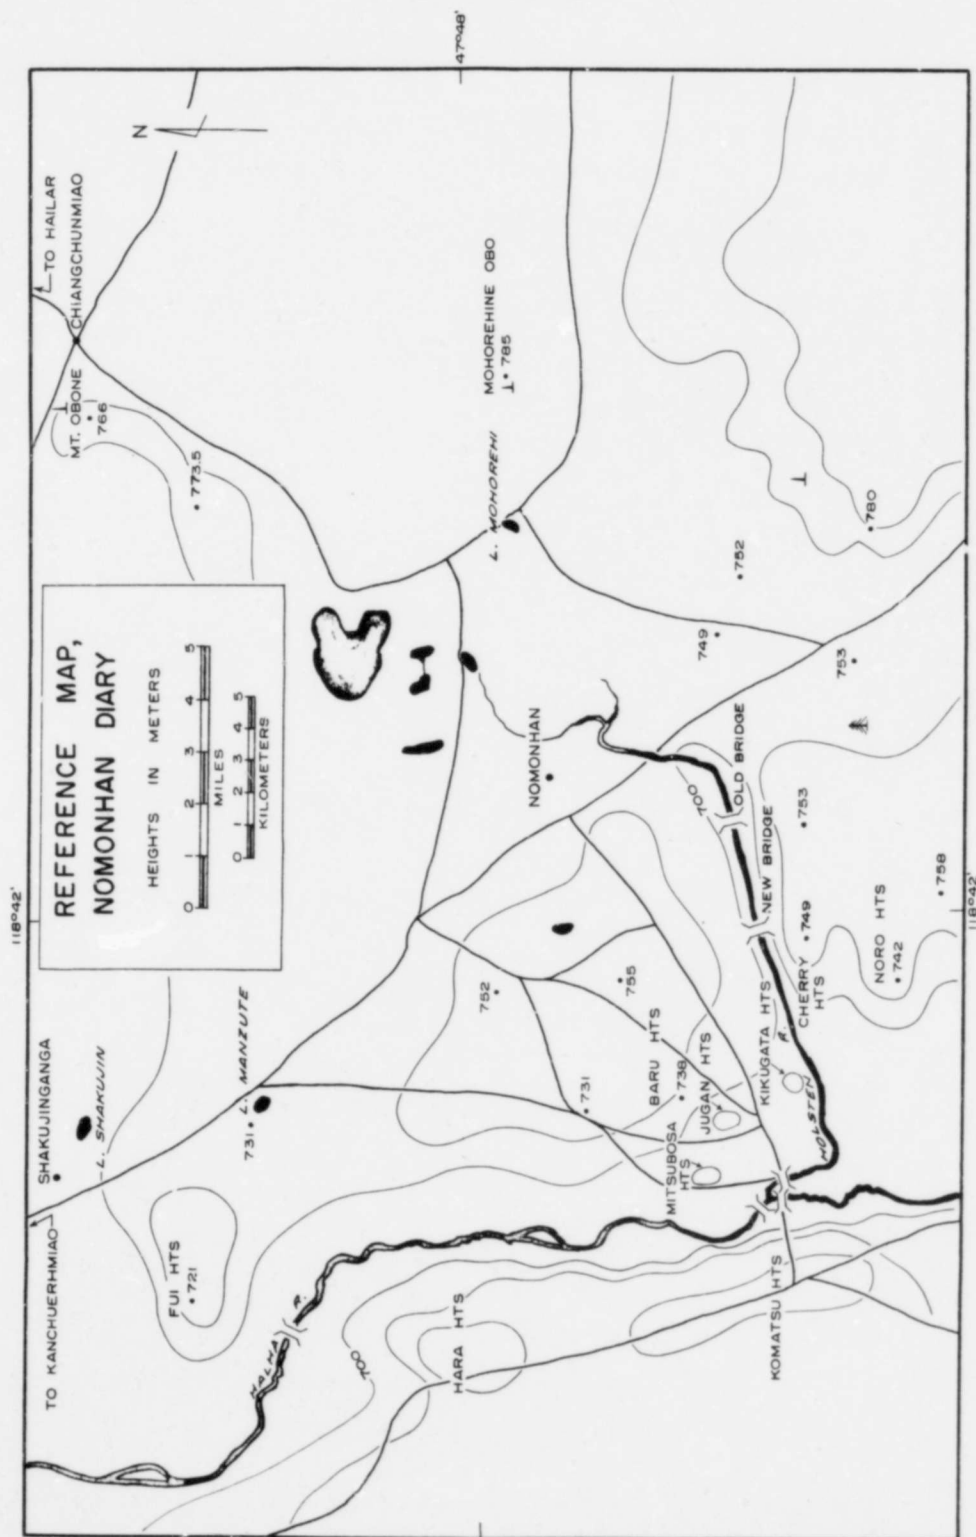 REFERENCE MAP,
NOMONHAN DIARY
HEIGHTS IN METERS
0 1 2 3 4 5
MILES
0 1 2 3 4 5
KILOMETERS
118°42'
47°48'
118°42'
N
TO HAILAR
CHIANGCHUNMIAO
MT. OBONE
766
773.5
SHAKUJINGANGA
L. SHAKUJIN
TO KANCHUERHMIAO
L. MANZUTE
731
FUI HTS
721
HALHA R.
700
HARA HTS
KOMATSU HTS
MOHOREHINE OBO
785
L. MOHOREHI
NOMONHAN
752
755
731
BARU HTS
738
JUGAN HTS
MITSUBOSA
HTS
KIKUGATA HTS
HOLSTEN R.
700
OLD BRIDGE
NEW BRIDGE
CHERRY
HTS
749
753
NORO HTS
742
758
749
752
753
780